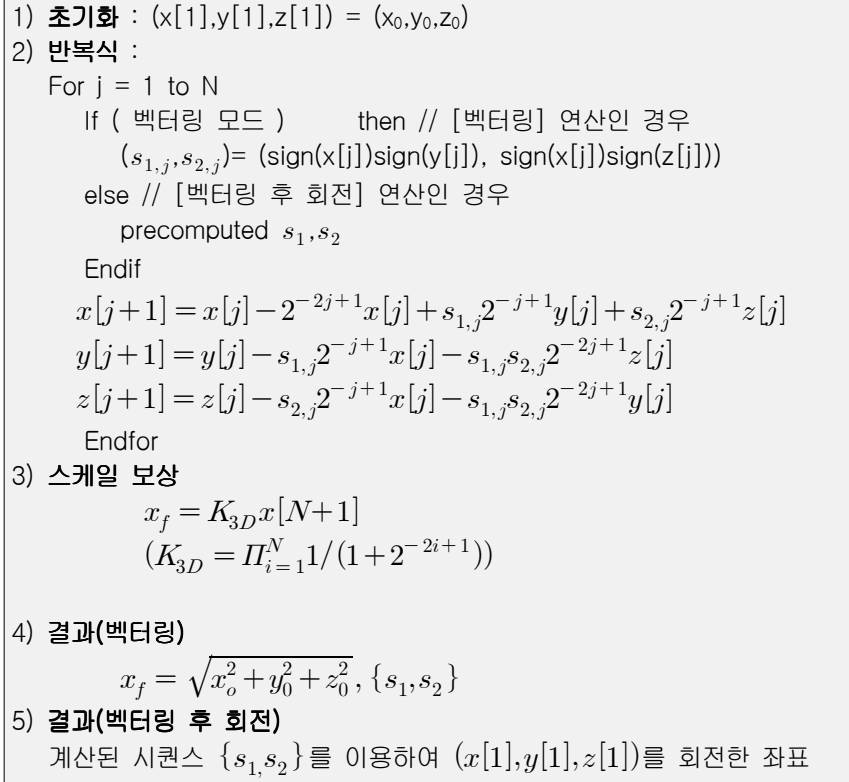 1) 초기화 : (x[1],y[1],z[1]) = (x₀,y₀,z₀)
2) 반복식 :
For j = 1 to N
If ( 벡터링 모드 ) then // [벡터링] 연산인 경우
(s_{1,j},s_{2,j})= (sign(x[j])sign(y[j]), sign(x[j])sign(z[j]))
else // [벡터링 후 회전] 연산인 경우
precomputed s_1,s_2
Endif
x[j+1] = x[j] − 2^{−2j+1}x[j] + s_{1,j}2^{−j+1}y[j] + s_{2,j}2^{−j+1}z[j]
y[j+1] = y[j] − s_{1,j}2^{−j+1}x[j] − s_{1,j}s_{2,j}2^{−2j+1}z[j]
z[j+1] = z[j] − s_{2,j}2^{−j+1}x[j] − s_{1,j}s_{2,j}2^{−2j+1}y[j]
Endfor
3) 스케일 보상
x_f = K_{3D}x[N+1]
(K_{3D} = Π_{i=1}^{N}1/(1+2^{−2i+1}))
4) 결과(벡터링)
x_f = √(x_o^2+y_0^2+z_0^2), {s_1,s_2}
5) 결과(벡터링 후 회전)
계산된 시퀀스 {s_1,s_2}를 이용하여 (x[1],y[1],z[1])를 회전한 좌표